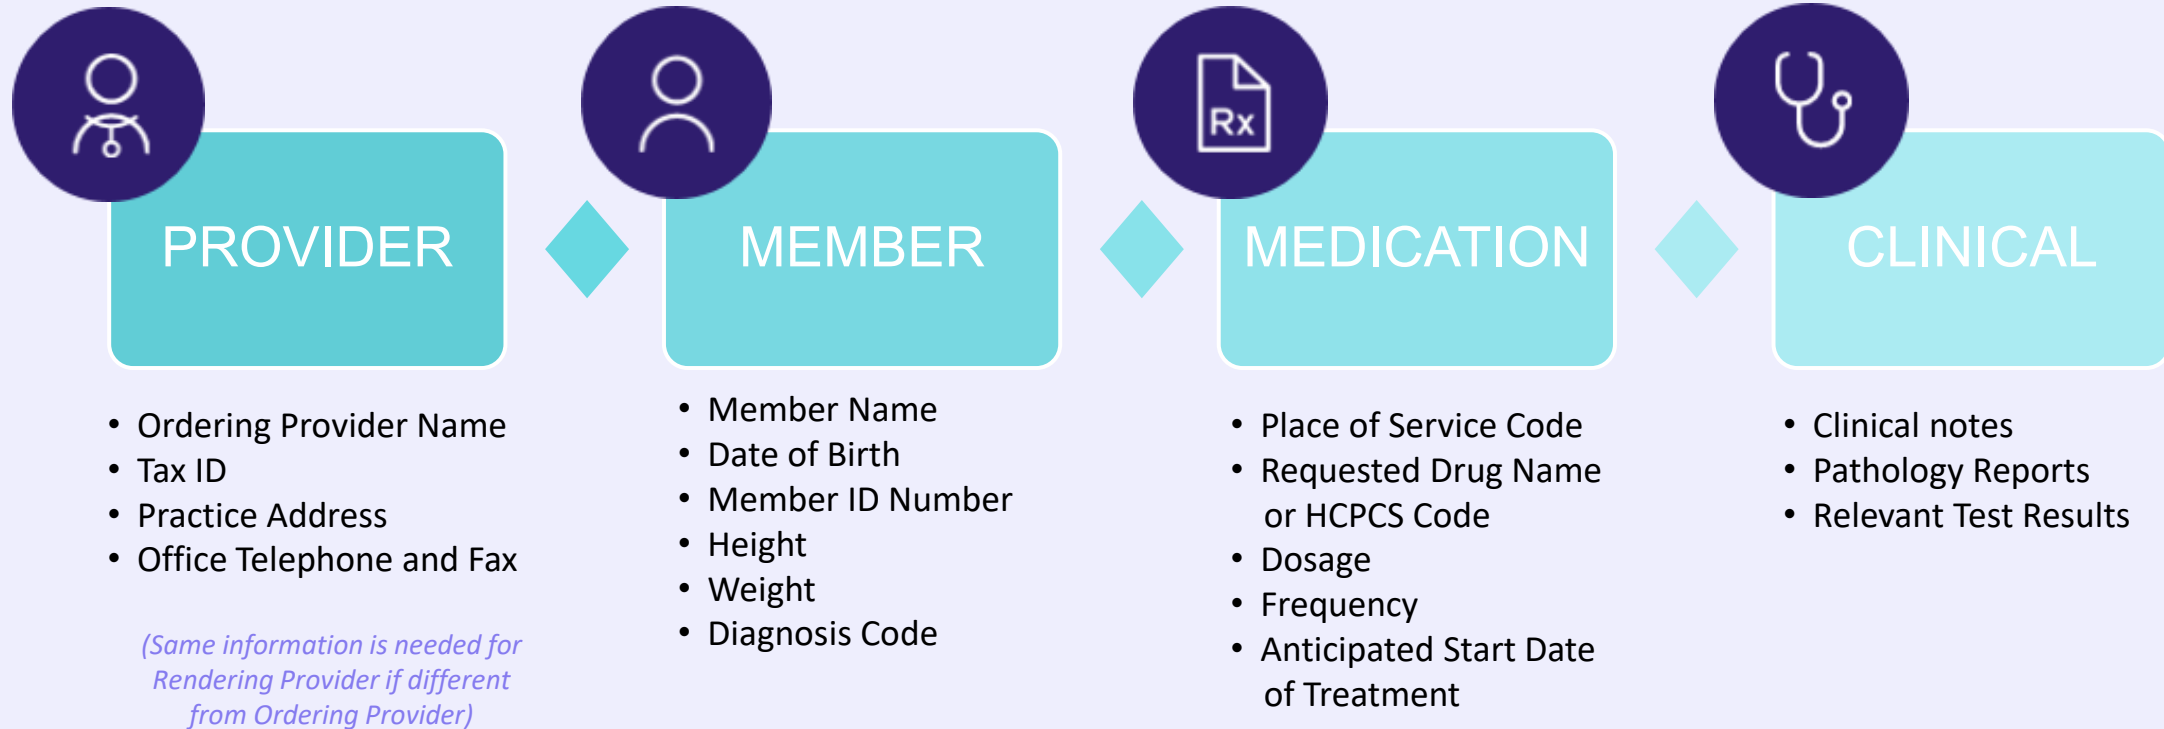 PROVIDER
• Ordering Provider Name
• Tax ID
• Practice Address
• Office Telephone and Fax
(Same information is needed for
Rendering Provider if different
from Ordering Provider)
MEMBER
• Member Name
• Date of Birth
• Member ID Number
• Height
• Weight
• Diagnosis Code
Rx
MEDICATION
• Place of Service Code
• Requested Drug Name
or HCPCS Code
• Dosage
• Frequency
• Anticipated Start Date
of Treatment
CLINICAL
• Clinical notes
• Pathology Reports
• Relevant Test Results